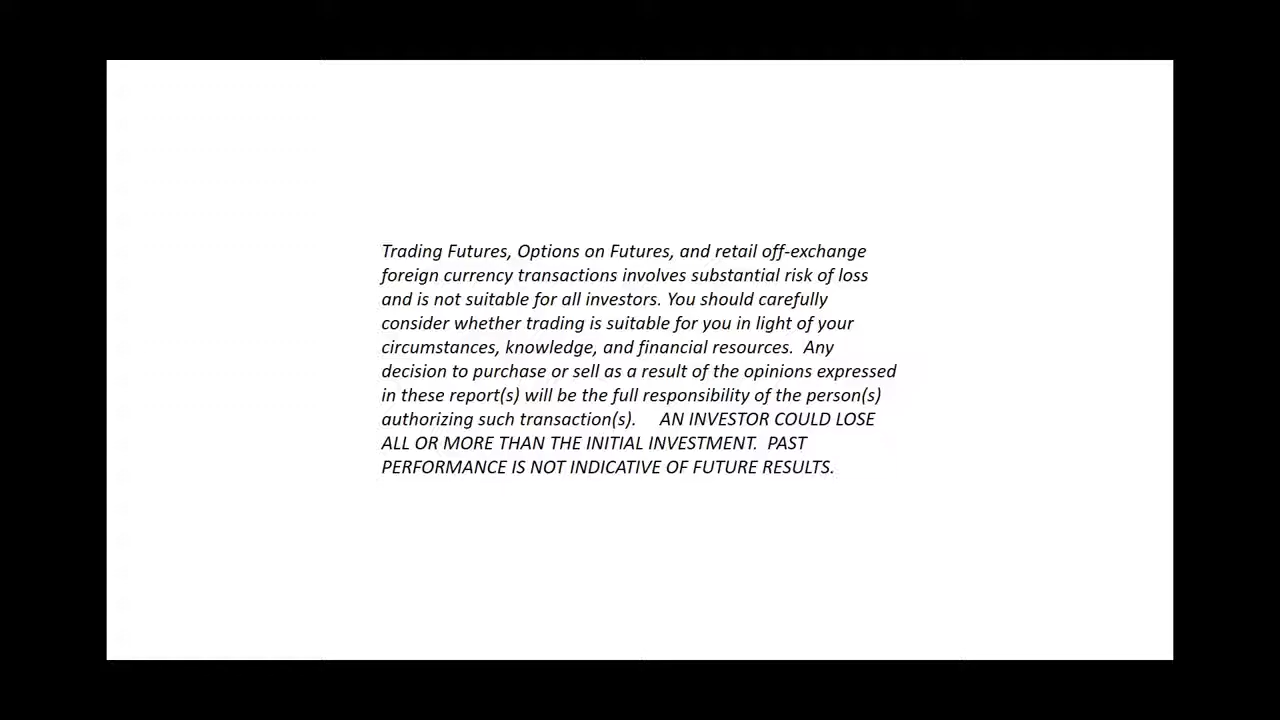 Trading Futures, Options on Futures, and retail off-exchange
foreign currency transactions involves substantial risk of loss
and is not suitable for all investors. You should carefully
consider whether trading is suitable for you in light of your
circumstances, knowledge, and financial resources.  Any
decision to purchase or sell as a result of the opinions expressed
in these report(s) will be the full responsibility of the person(s)
authorizing such transaction(s).    AN INVESTOR COULD LOSE
ALL OR MORE THAN THE INITIAL INVESTMENT.  PAST
PERFORMANCE IS NOT INDICATIVE OF FUTURE RESULTS.